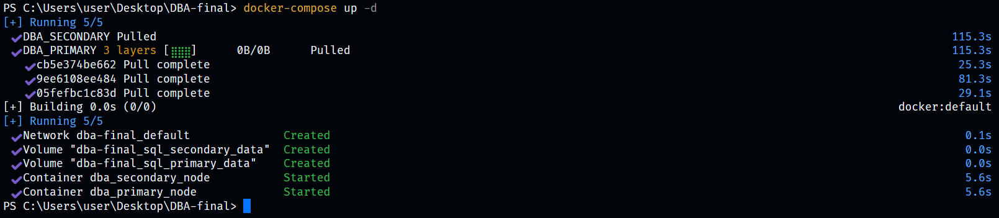 PS C:\Users\user\Desktop\DBA-final> docker-compose up -d
[+] Running 5/5
✔DBA_SECONDARY Pulled 115.3s
✔DBA_PRIMARY 3 layers [⣿⣿⣿] 0B/0B Pulled 115.3s
✔cb5e374be662 Pull complete 25.3s
✔9ee6108ee484 Pull complete 81.3s
✔05fefbc1c83d Pull complete 29.1s
[+] Building 0.0s (0/0) docker:default
[+] Running 5/5
✔Network dba-final_default Created 0.1s
✔Volume "dba-final_sql_secondary_data" Created 0.0s
✔Volume "dba-final_sql_primary_data" Created 0.0s
✔Container dba_secondary_node Started 5.6s
✔Container dba_primary_node Started 5.6s
PS C:\Users\user\Desktop\DBA-final>